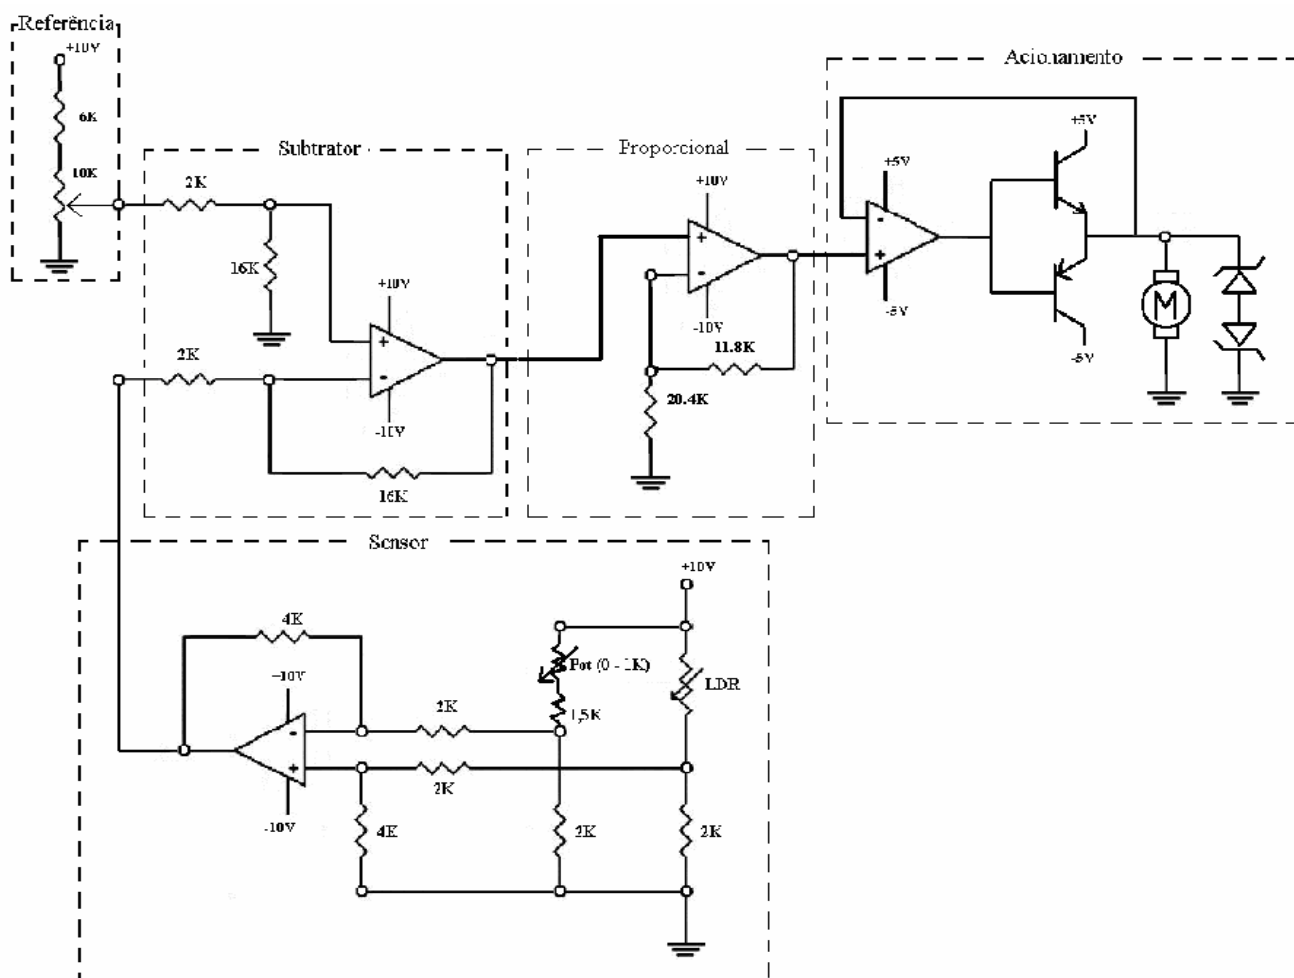 Referência
+10V
6K
10K
Subtrator
2K
16K
+10V
+
-
-10V
2K
16K
Proporcional
+10V
+
-
-10V
11.8K
20.4K
Acionamento
+5V
-
+
-5V
+5V
-5V
M
Sensor
+10V
4K
Pot (0 - 1K)
LDR
+10V
-
+
-10V
2K
1,5K
2K
4K
2K
2K